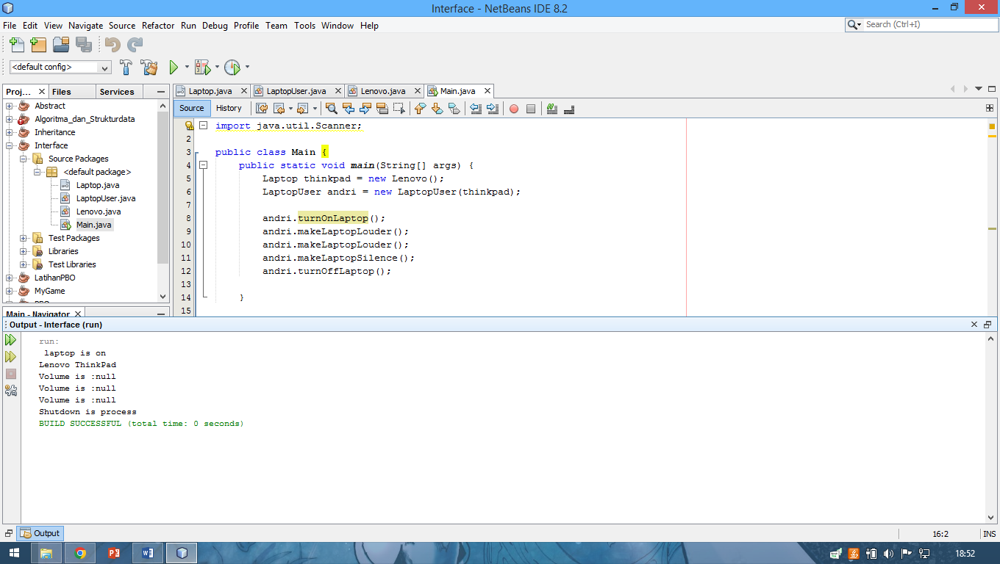 Interface - NetBeans IDE 8.2
File Edit View Navigate Source Refactor Run Debug Profile Team Tools Window Help
Search (Ctrl+I)
<default config>
Proj... Files Services
Abstract
Algoritma_dan_Strukturdata
Inheritance
Interface
Source Packages
<default package>
Laptop.java
LaptopUser.java
Lenovo.java
Main.java
Test Packages
Libraries
Test Libraries
LatihanPBO
MyGame
Main - Navigator
Laptop.java LaptopUser.java Lenovo.java Main.java
Source History
import java.util.Scanner;
2
3 public class Main {
4 public static void main(String[] args) {
5 Laptop thinkpad = new Lenovo();
6 LaptopUser andri = new LaptopUser(thinkpad);
7
8 andri.turnOnLaptop();
9 andri.makeLaptopLouder();
10 andri.makeLaptopLouder();
11 andri.makeLaptopSilence();
12 andri.turnOffLaptop();
13
14 }
15
Output - Interface (run)
run:
laptop is on
Lenovo ThinkPad
Volume is :null
Volume is :null
Volume is :null
Shutdown is process
BUILD SUCCESSFUL (total time: 0 seconds)
Output
16:2 INS
18:52